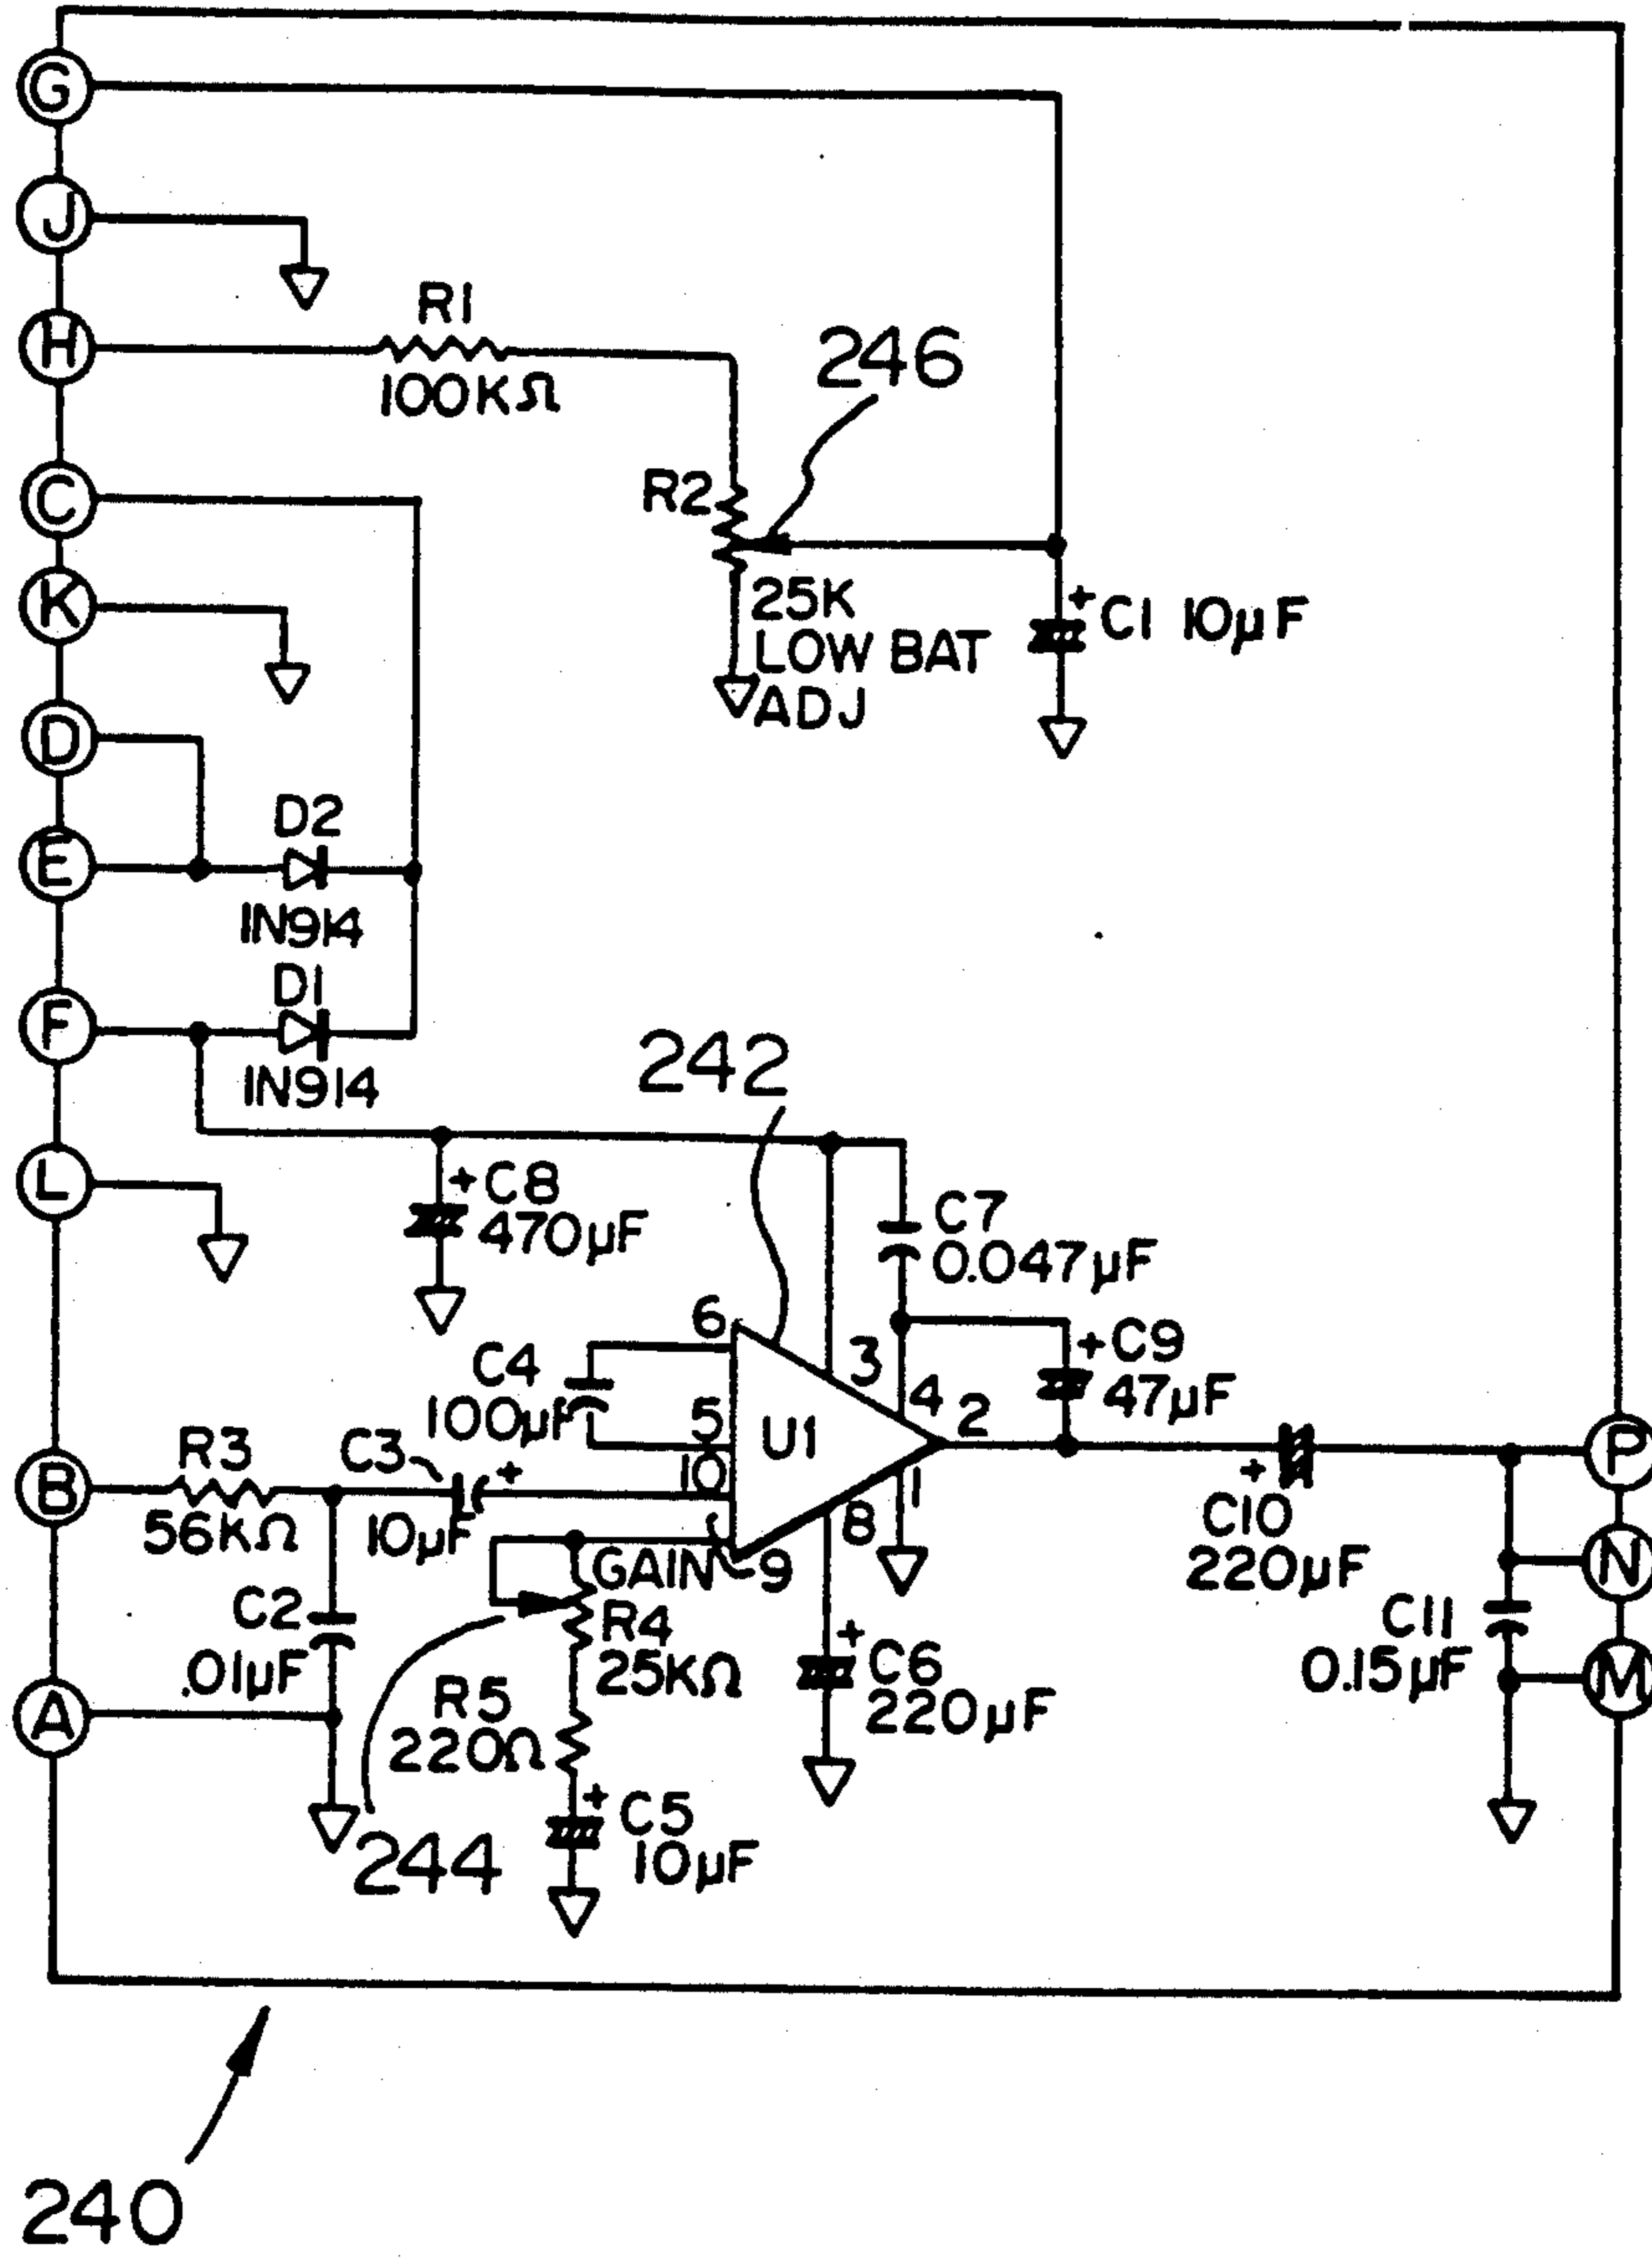 G
J
H
R1
100KΩ
246
C
R2
25K
LOW BAT
ADJ
+
C1 10µF
K
D
D2
E
1N914
D1
F
242
1N914
L
+
C8
470µF
C7
0.047µF
6
C4
100µF
3
+
C9
47µF
4
2
5
U1
10
R3
C3
+
B
56KΩ
10µF
P
1
8
+
C10
220µF
GAIN
9
N
C2
.01µF
R4
25KΩ
+
C6
220µF
C11
0.15µF
M
A
R5
220Ω
+
C5
10µF
244
240